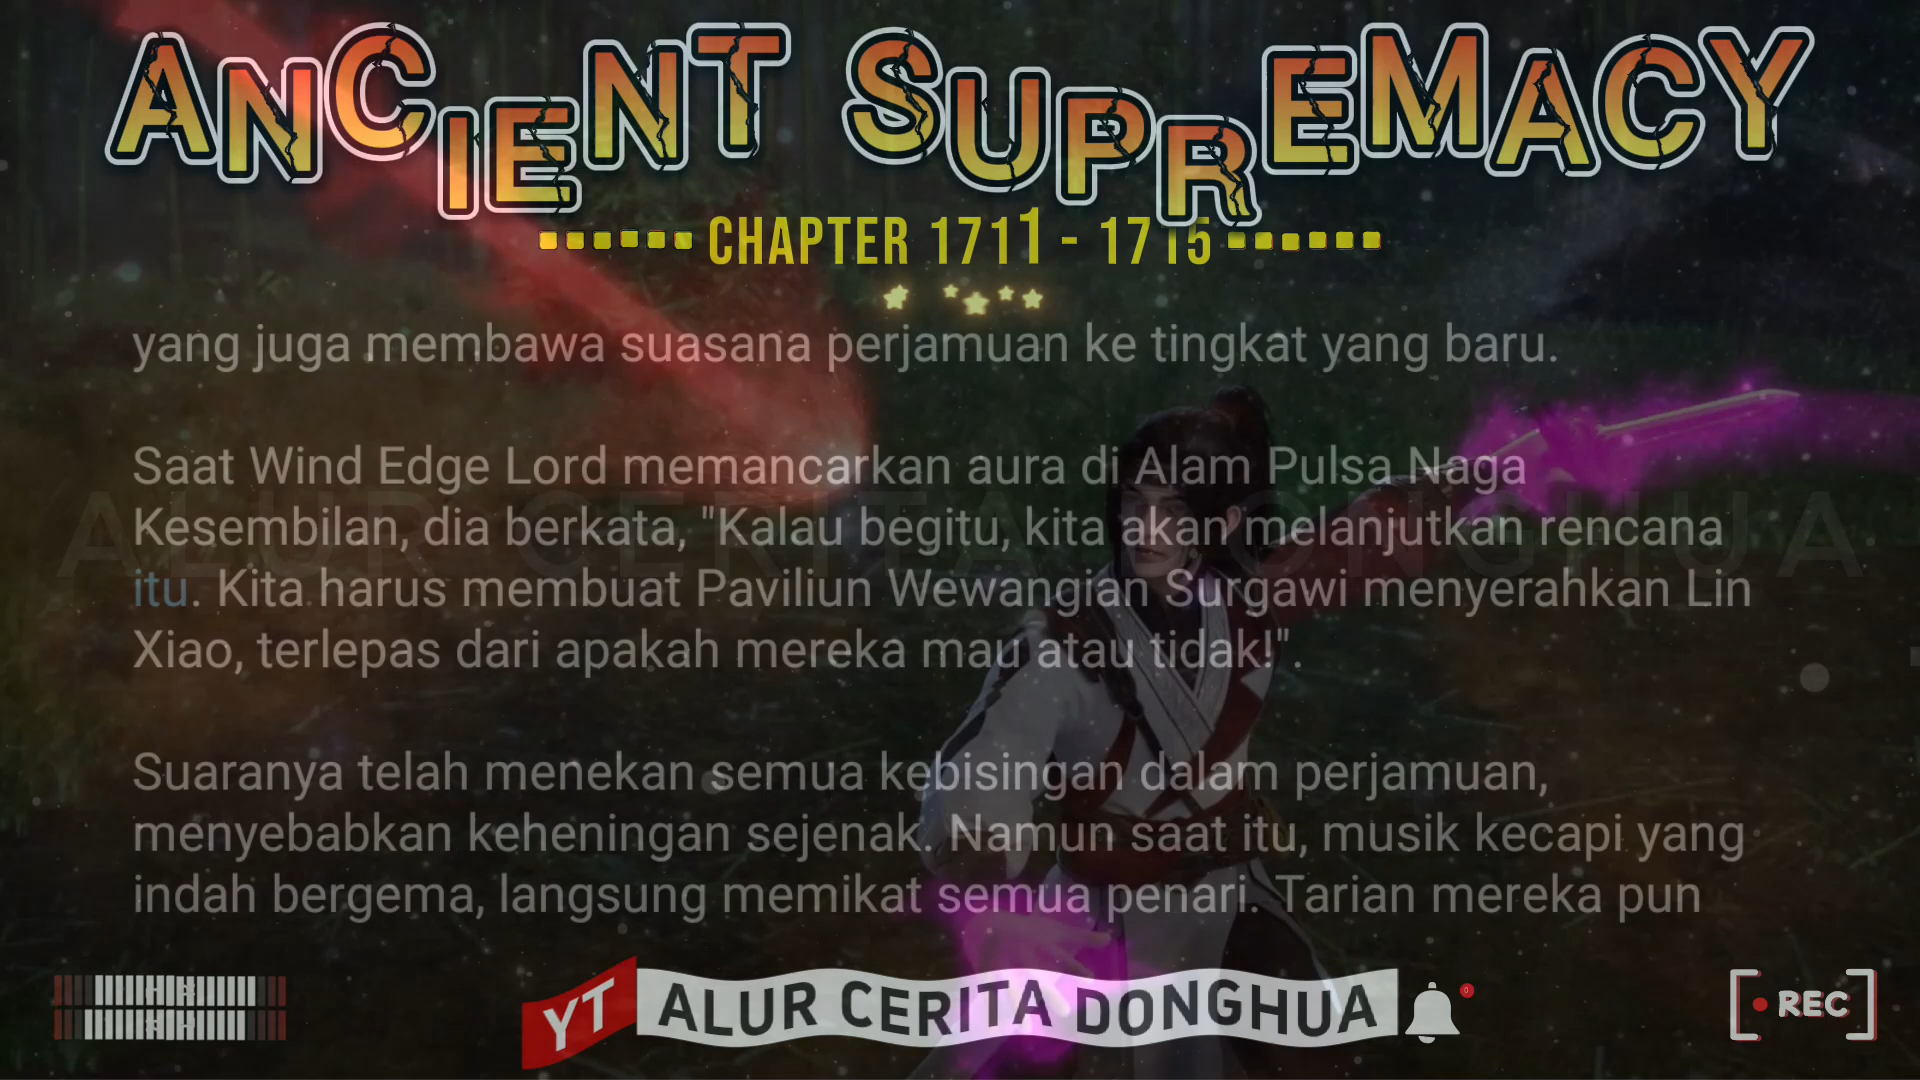 ANCIENT SUPREMACY
CHAPTER 1711 - 1715
yang juga membawa suasana perjamuan ke tingkat yang baru.
Saat Wind Edge Lord memancarkan aura di Alam Pulsa Naga
Kesembilan, dia berkata, "Kalau begitu, kita akan melanjutkan rencana
itu. Kita harus membuat Paviliun Wewangian Surgawi menyerahkan Lin
Xiao, terlepas dari apakah mereka mau atau tidak!" .
Suaranya telah menekan semua kebisingan dalam perjamuan,
menyebabkan keheningan sejenak. Namun saat itu, musik kecapi yang
indah bergema, langsung memikat semua penari. Tarian mereka pun
ALUR CERITA DONGHUA
YT ALUR CERITA DONGHUA
REC